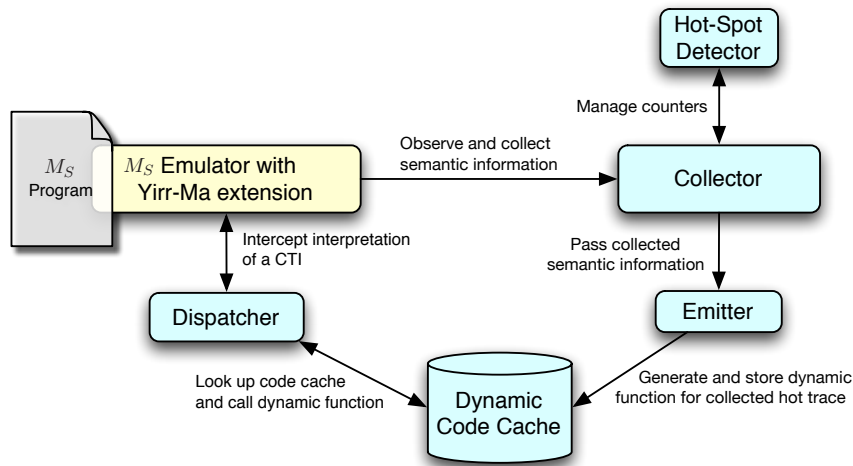 Hot-Spot
Detector
Manage counters
Observe and collect
semantic information
M_S
Program
M_S Emulator with
Yirr-Ma extension
Collector
Intercept interpretation
of a CTI
Pass collected
semantic information
Dispatcher
Emitter
Look up code cache
and call dynamic function
Dynamic
Code Cache
Generate and store dynamic
function for collected hot trace